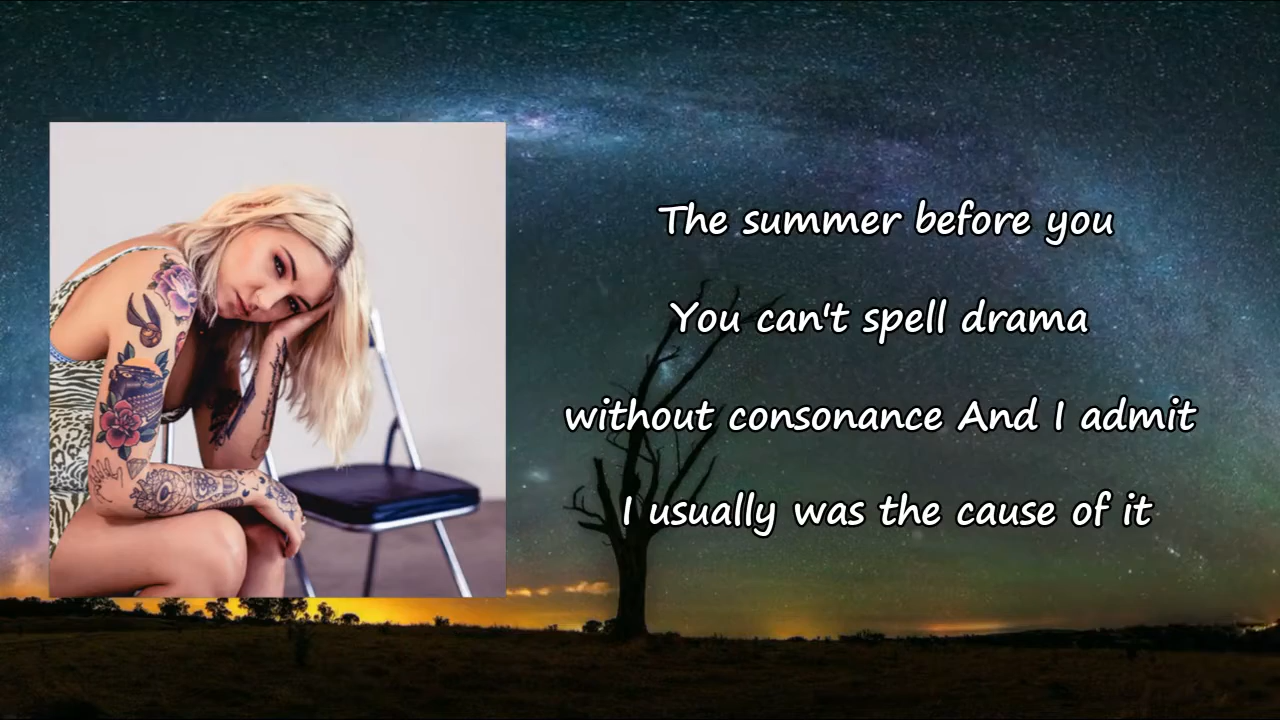 The summer before you
You can't spell drama
without consonance And I admit
I usually was the cause of it